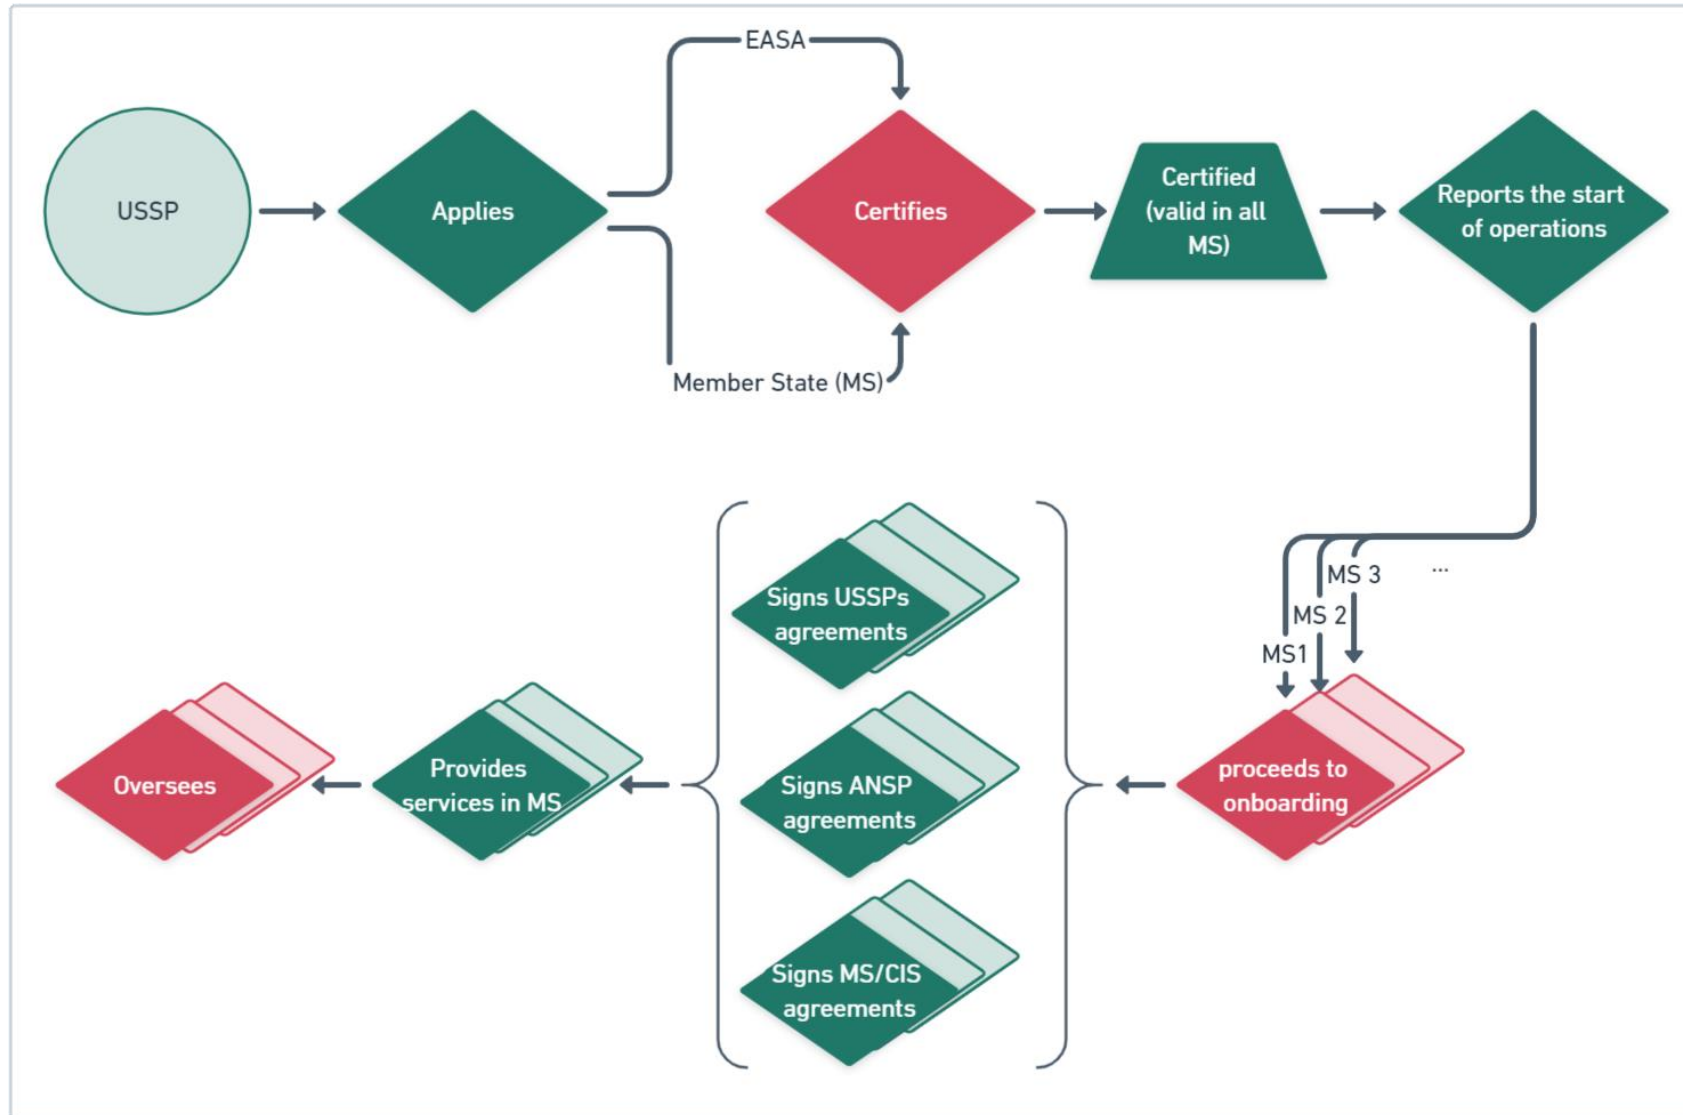 EASA
USSP
Applies
Certifies
Certified
(valid in all
MS)
Reports the start
of operations
Member State (MS)
MS 3
...
MS 2
MS1
Signs USSPs
agreements
proceeds to
onboarding
Signs ANSP
agreements
Provides
services in MS
Oversees
Signs MS/CIS
agreements